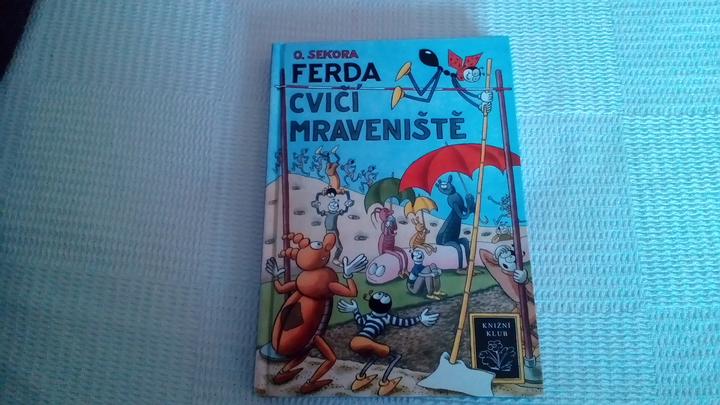 O. SEKORA
FERDA
CVIČÍ
MRAVENIŠTĚ
KNIŽNÍ
KLUB